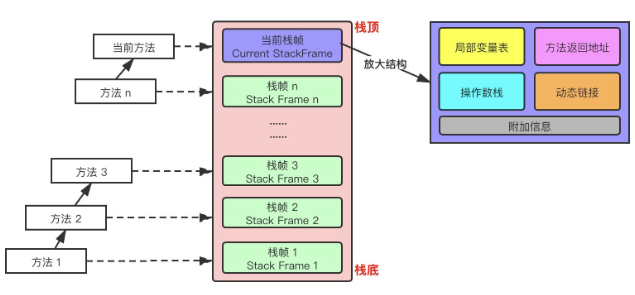 栈顶
当前方法
当前栈帧
Current StackFrame
放大结构
局部变量表
方法返回地址
操作数栈
动态链接
附加信息
方法 n
栈帧 n
Stack Frame n
......
......
方法 3
栈帧 3
Stack Frame 3
方法 2
栈帧 2
Stack Frame 2
方法 1
栈帧 1
Stack Frame 1
栈底